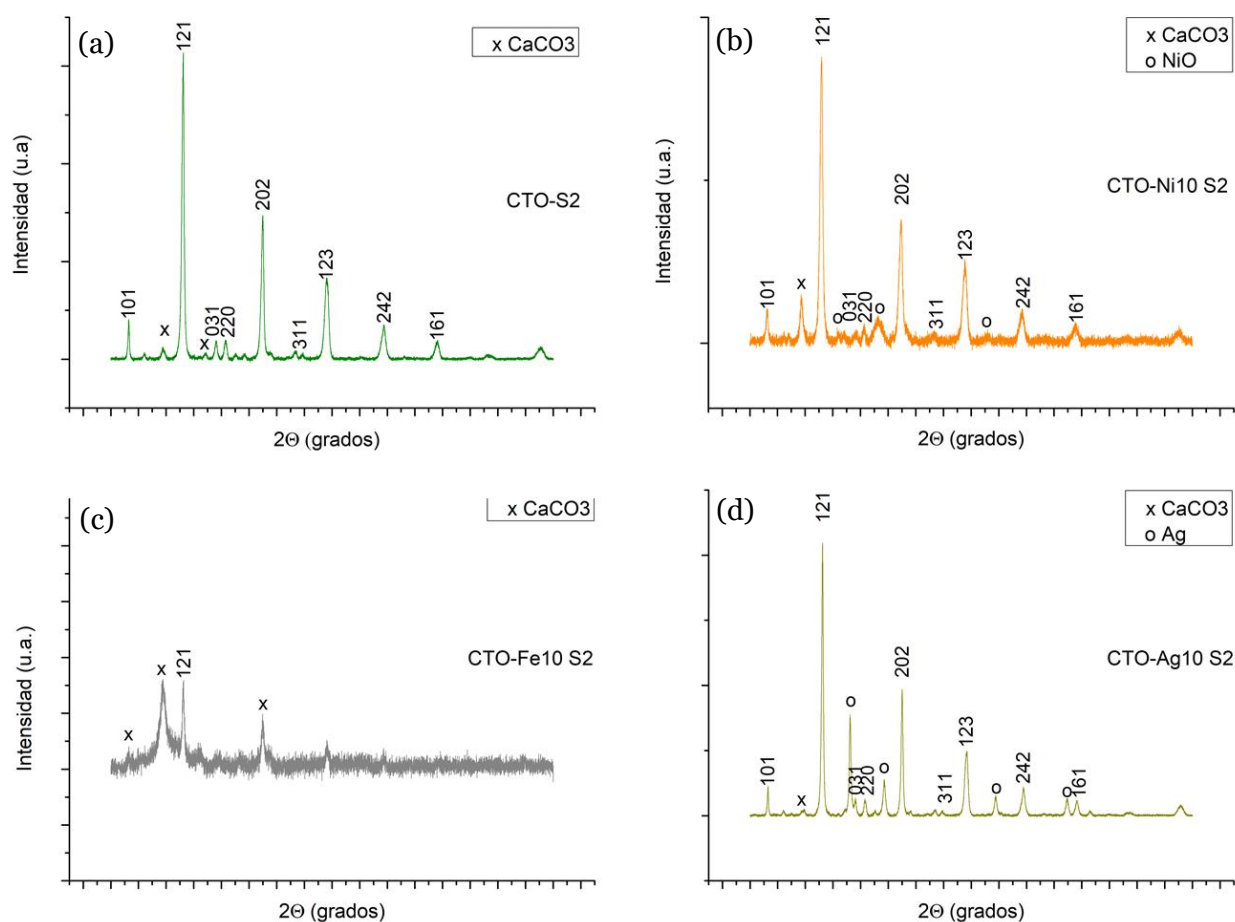 (a)
x CaCO3
121
202
123
101
x
x
031
220
311
242
161
CTO-S2
Intensidad (u.a)
2Θ (grados)
(b)
x CaCO3
o NiO
121
202
123
101
x
o
031
220
o
311
o
242
161
CTO-Ni10 S2
Intensidad (u.a.)
2Θ (grados)
(c)
x CaCO3
x
x
121
x
CTO-Fe10 S2
Intensidad (u.a.)
2Θ (grados)
(d)
x CaCO3
o Ag
121
202
123
101
x
o
031
220
o
311
o
242
o
161
CTO-Ag10 S2
Intensidad (u.a.)
2Θ (grados)